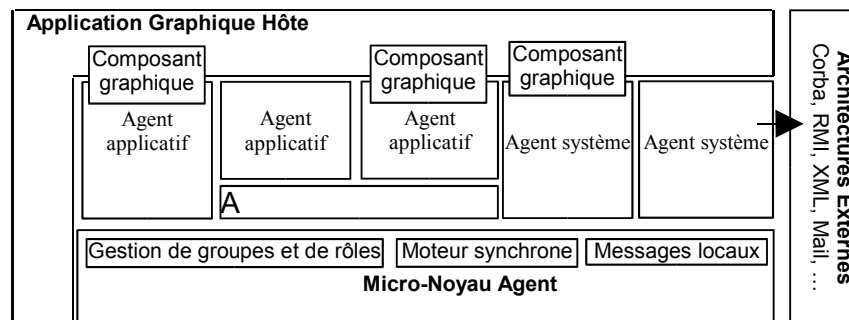 Application Graphique Hôte
Composant
graphique
Composant
graphique
Composant
graphique
Agent
applicatif
Agent
applicatif
Agent
applicatif
Agent système
Agent système
A
Gestion de groupes et de rôles
Moteur synchrone
Messages locaux
Micro-Noyau Agent
Architectures Externes
Corba, RMI, XML, Mail, …